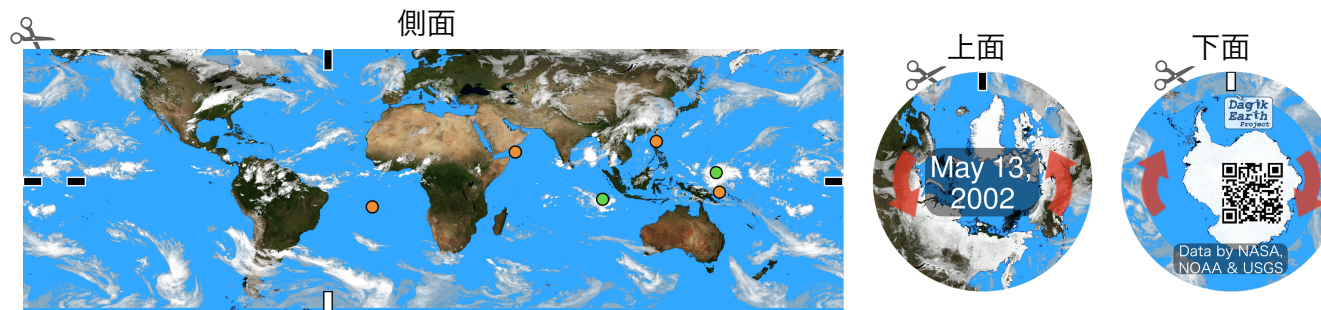 側面
上面
下面
May 13,
2002
Dagik
Earth
Project
Data by NASA,
NOAA & USGS